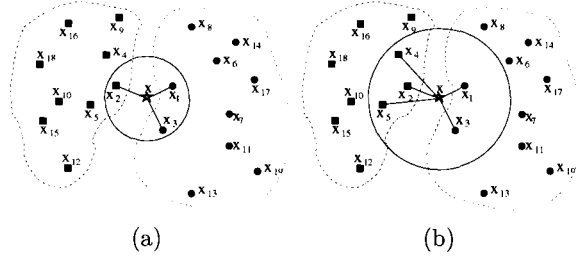 x9 x8 x9 x8
x16 x16
x4 x14 x4 x14
x18 x6 x18 x6
x17 x17
x10 x2 x x1 x10 x2 x x1
x5 x7 x5 x7
x15 x3 x15 x3
x11 x11
x12 x19 x12 x19
x13 x13
(a) (b)